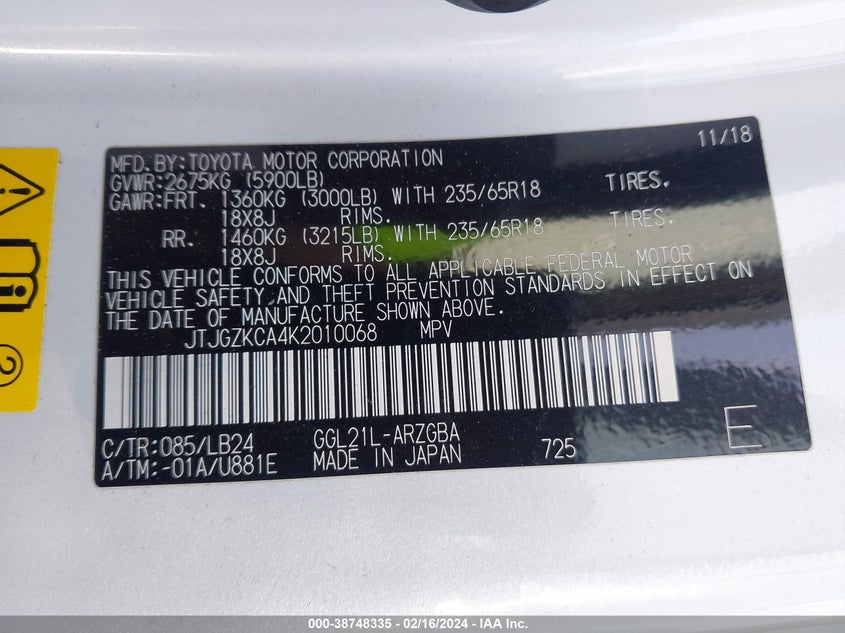 11/18
MFD.BY:TOYOTA MOTOR CORPORATION
GVWR:2675KG (5900LB)
GAWR:FRT. 1360KG (3000LB) WITH 235/65R18 TIRES.
18X8J RIMS.
RR. 1460KG (3215LB) WITH 235/65R18 TIRES.
18X8J RIMS.
THIS VEHICLE CONFORMS TO ALL APPLICABLE FEDERAL MOTOR
VEHICLE SAFETY AND THEFT PREVENTION STANDARDS IN EFFECT ON
THE DATE OF MANUFACTURE SHOWN ABOVE.
JTJGZKCA4K2010068 MPV
C/TR:085/LB24 GGL21L-ARZGBA 725 E
A/TM:-01A/U881E MADE IN JAPAN
2
000-38748335 - 02/16/2024 - IAA Inc.